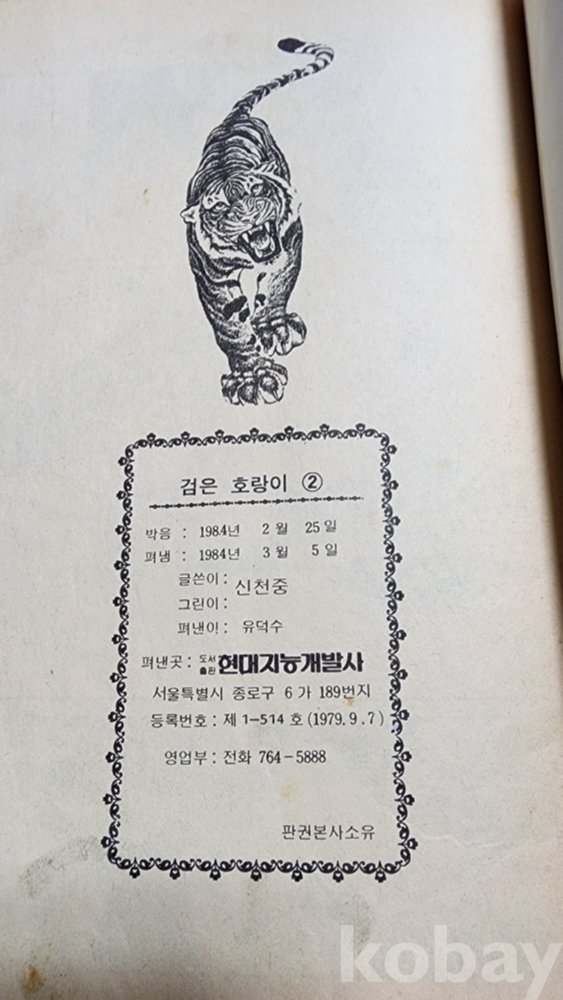 검은 호랑이 ②
박음 : 1984년 2월 25일
펴냄 : 1984년 3월 5일
글쓴이 : 신천중
그린이 :
펴낸이 : 유덕수
펴낸곳 : 도서출판 현대지능개발사
서울특별시 종로구 6가 189번지
등록번호 : 제 1-514 호 (1979. 9. 7)
영업부 : 전화 764-5888
판권본사소유
kobay